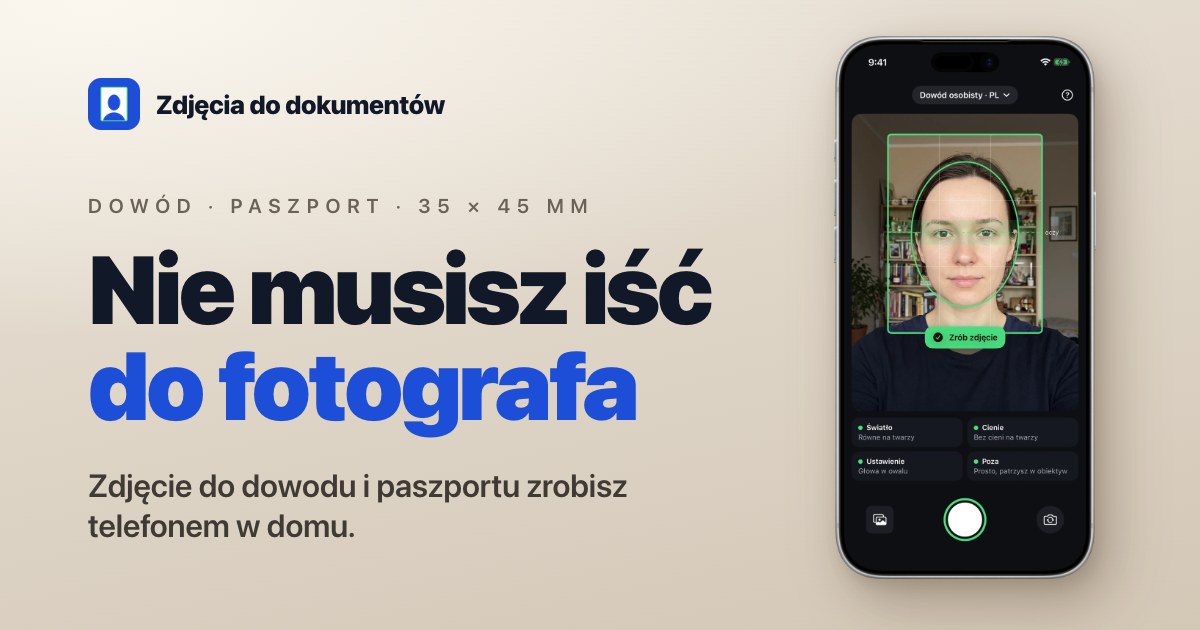 Zdjęcia do dokumentów
DOWÓD · PASZPORT · 35 × 45 MM
Nie musisz iść
do fotografa
Zdjęcie do dowodu i paszportu zrobisz
telefonem w domu.
9:41
Dowód osobisty · PL
?
oczy
Zrób zdjęcie
Światło
Równe na twarzy
Cienie
Bez cieni na twarzy
Ustawienie
Głowa w owalu
Poza
Prosto, patrzysz w obiektyw